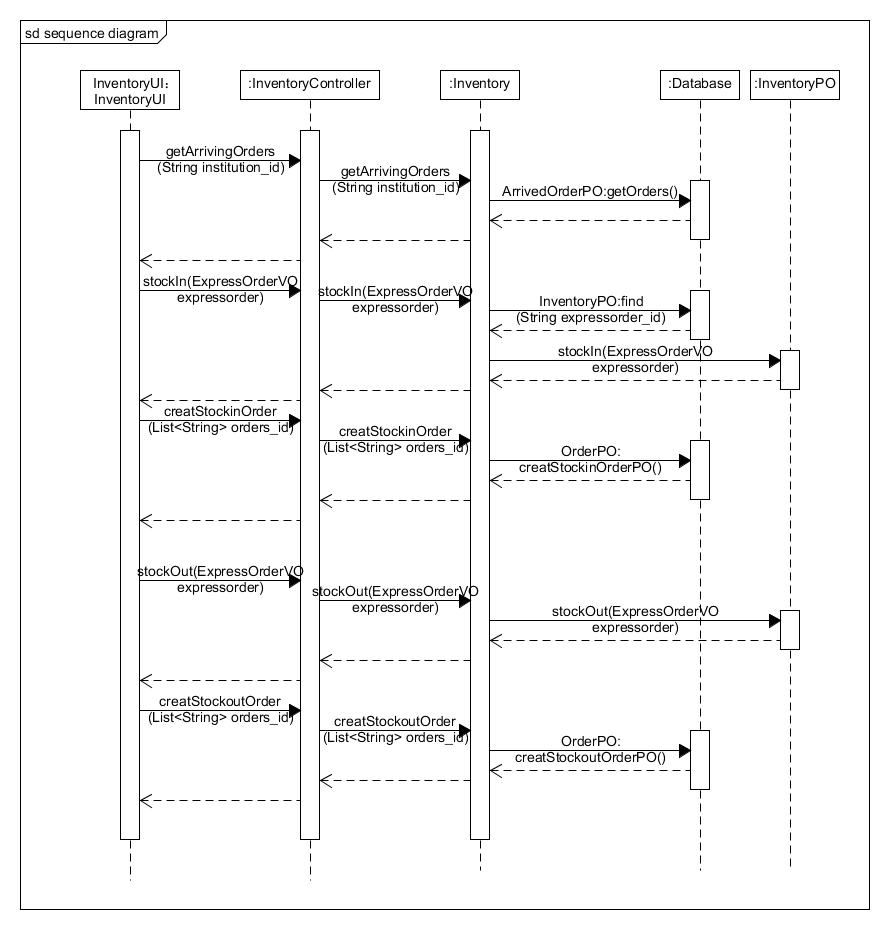 sd sequence diagram
InventoryUI：
InventoryUI
:InventoryController
:Inventory
:Database
:InventoryPO
getArrivingOrders
(String institution_id)
getArrivingOrders
(String institution_id)
ArrivedOrderPO:getOrders()
stockIn(ExpressOrderVO
expressorder)
stockIn(ExpressOrderVO
expressorder)
InventoryPO:find
(String expressorder_id)
stockIn(ExpressOrderVO
expressorder)
creatStockinOrder
(List<String> orders_id)
creatStockinOrder
(List<String> orders_id)
OrderPO:
creatStockinOrderPO()
stockOut(ExpressOrderVO
expressorder)
stockOut(ExpressOrderVO
expressorder)
stockOut(ExpressOrderVO
expressorder)
creatStockoutOrder
(List<String> orders_id)
creatStockoutOrder
(List<String> orders_id)
OrderPO:
creatStockoutOrderPO()